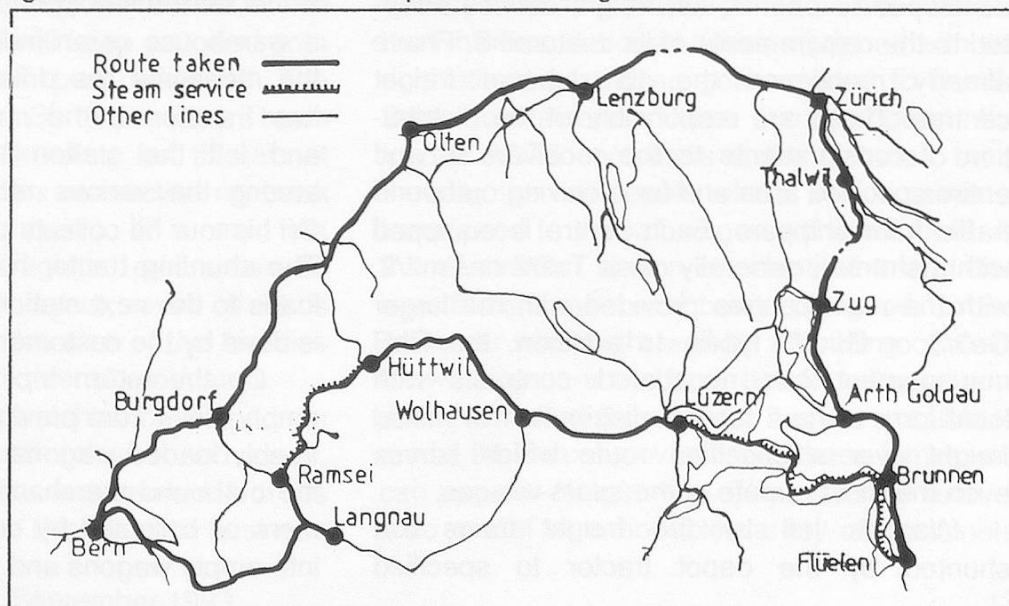 Route taken
Steam service
Other lines
Lenzburg
Zürich
Olten
Thalwil
Zug
Hüttwil
Burgdorf
Wolhausen
Lüzern
Arth Goldau
Ramsei
Brunnen
Langnau
Bern
Flüelen